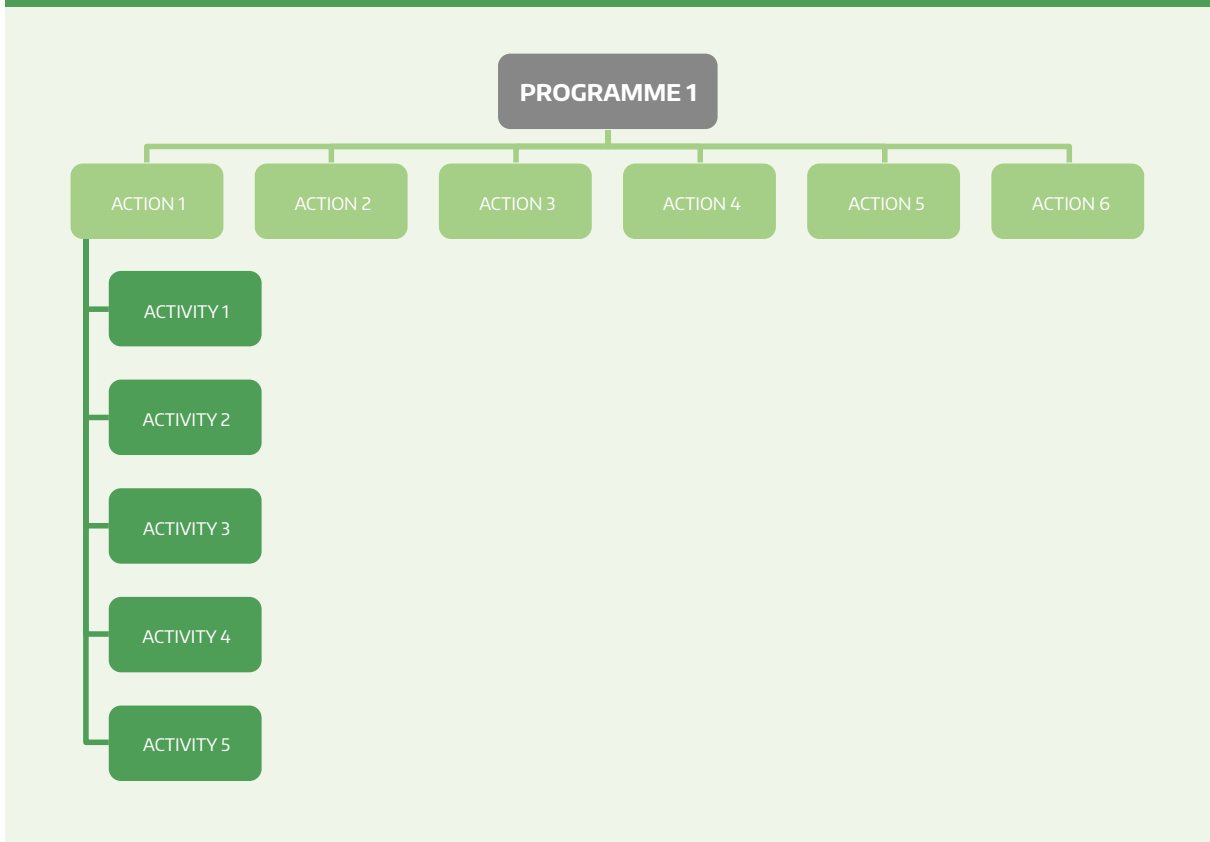 PROGRAMME 1
ACTION 1
ACTION 2
ACTION 3
ACTION 4
ACTION 5
ACTION 6
ACTIVITY 1
ACTIVITY 2
ACTIVITY 3
ACTIVITY 4
ACTIVITY 5